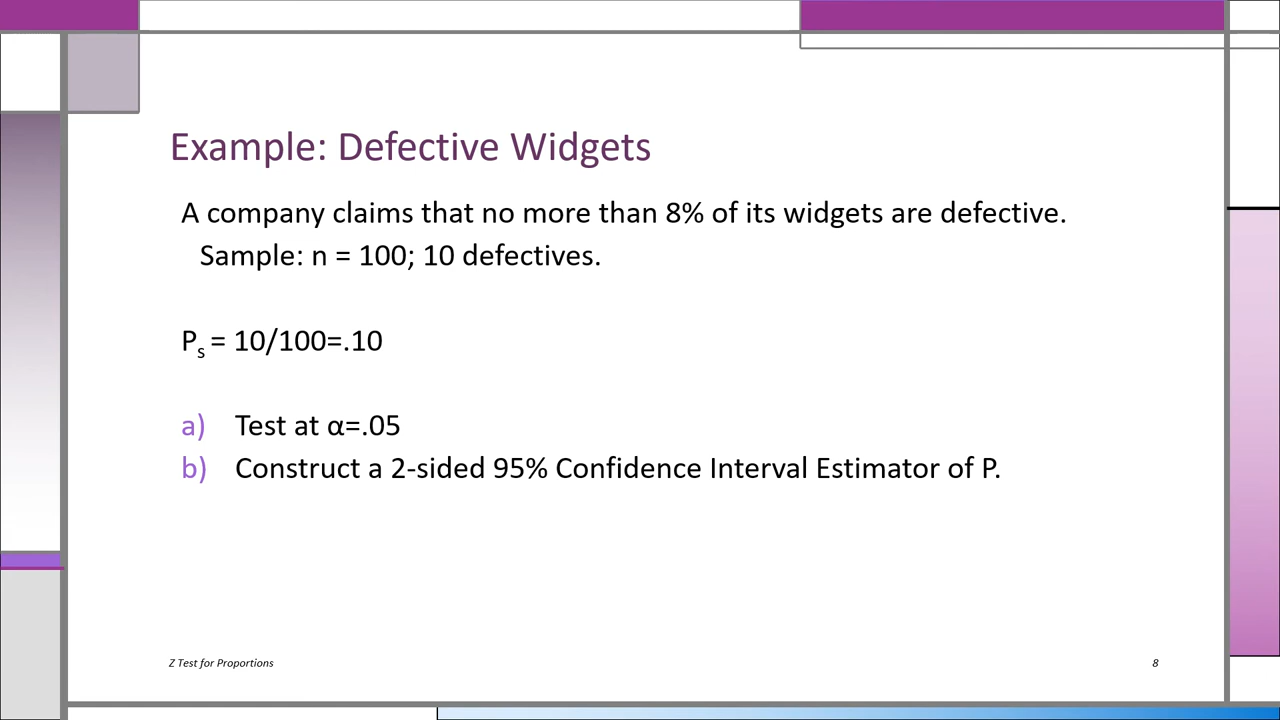 Example: Defective Widgets
A company claims that no more than 8% of its widgets are defective.
Sample: n = 100; 10 defectives.
Ps = 10/100=.10
a) Test at α=.05
b) Construct a 2-sided 95% Confidence Interval Estimator of P.
Z Test for Proportions
8